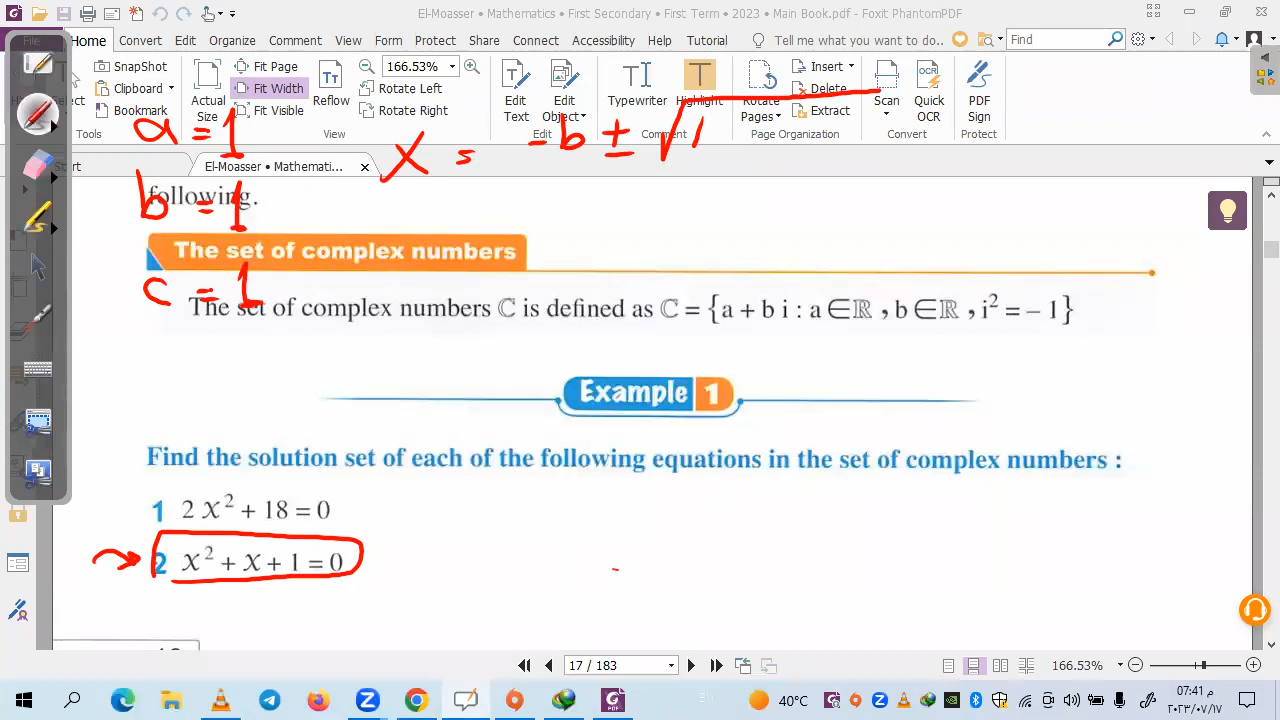 El-Moasser • Mathematics • First Secondary • First Term • 2023 • Main Book.pdf - Foxit PhantomPDF
File Home Convert Edit Organize Comment View Form Protect Share Connect Accessibility Help Tutorial Tell me what you want to do.. Find
SnapShot Clipboard Bookmark
Actual Size Fit Page Fit Width Fit Visible Reflow 166.53% Rotate Left Rotate Right
Edit Text Edit Object Typewriter Highlight Rotate Pages Insert Delete Extract Scan Quick OCR PDF Sign
Tools View Edit Comment Page Organization
Start El-Moasser • Mathemati...
a = 1
x = -b ± √
b = 1
c = 1
following.
The set of complex numbers
The set of complex numbers ℂ is defined as ℂ = {a + b i : a ∈ ℝ , b ∈ ℝ , i² = – 1}
Example 1
Find the solution set of each of the following equations in the set of complex numbers :
1 2 x² + 18 = 0
2 x² + x + 1 = 0
17 / 183 166.53%
40°C 07:41 م
٢٠٢٣/٠٧/١٧